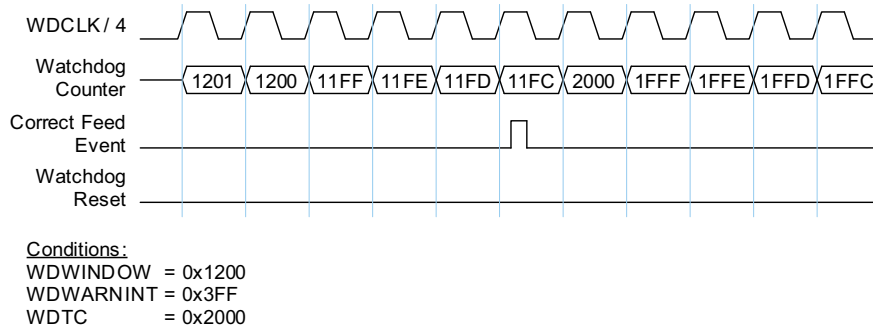 WDCLK / 4
Watchdog
Counter
1201 1200 11FF 11FE 11FD 11FC 2000 1FFF 1FFE 1FFD 1FFC
Correct Feed
Event
Watchdog
Reset
Conditions:
WDWINDOW = 0x1200
WDWARNINT = 0x3FF
WDTC = 0x2000